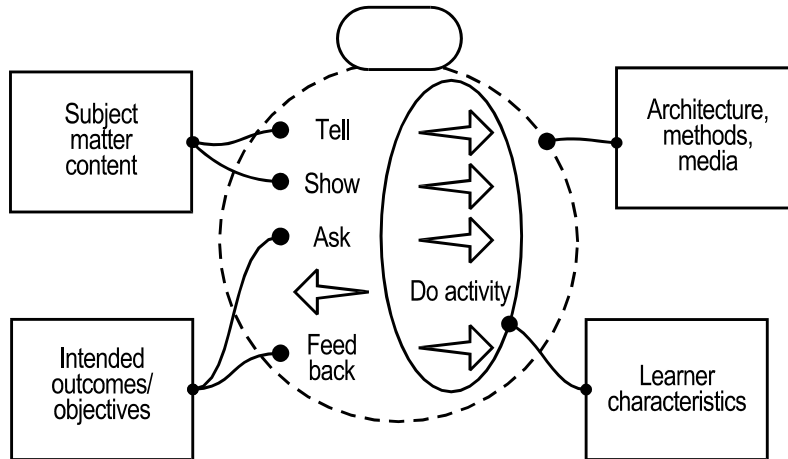 Subject
matter
content
Tell
Show
Ask
Do activity
Feed
back
Architecture,
methods,
media
Intended
outcomes/
objectives
Learner
characteristics